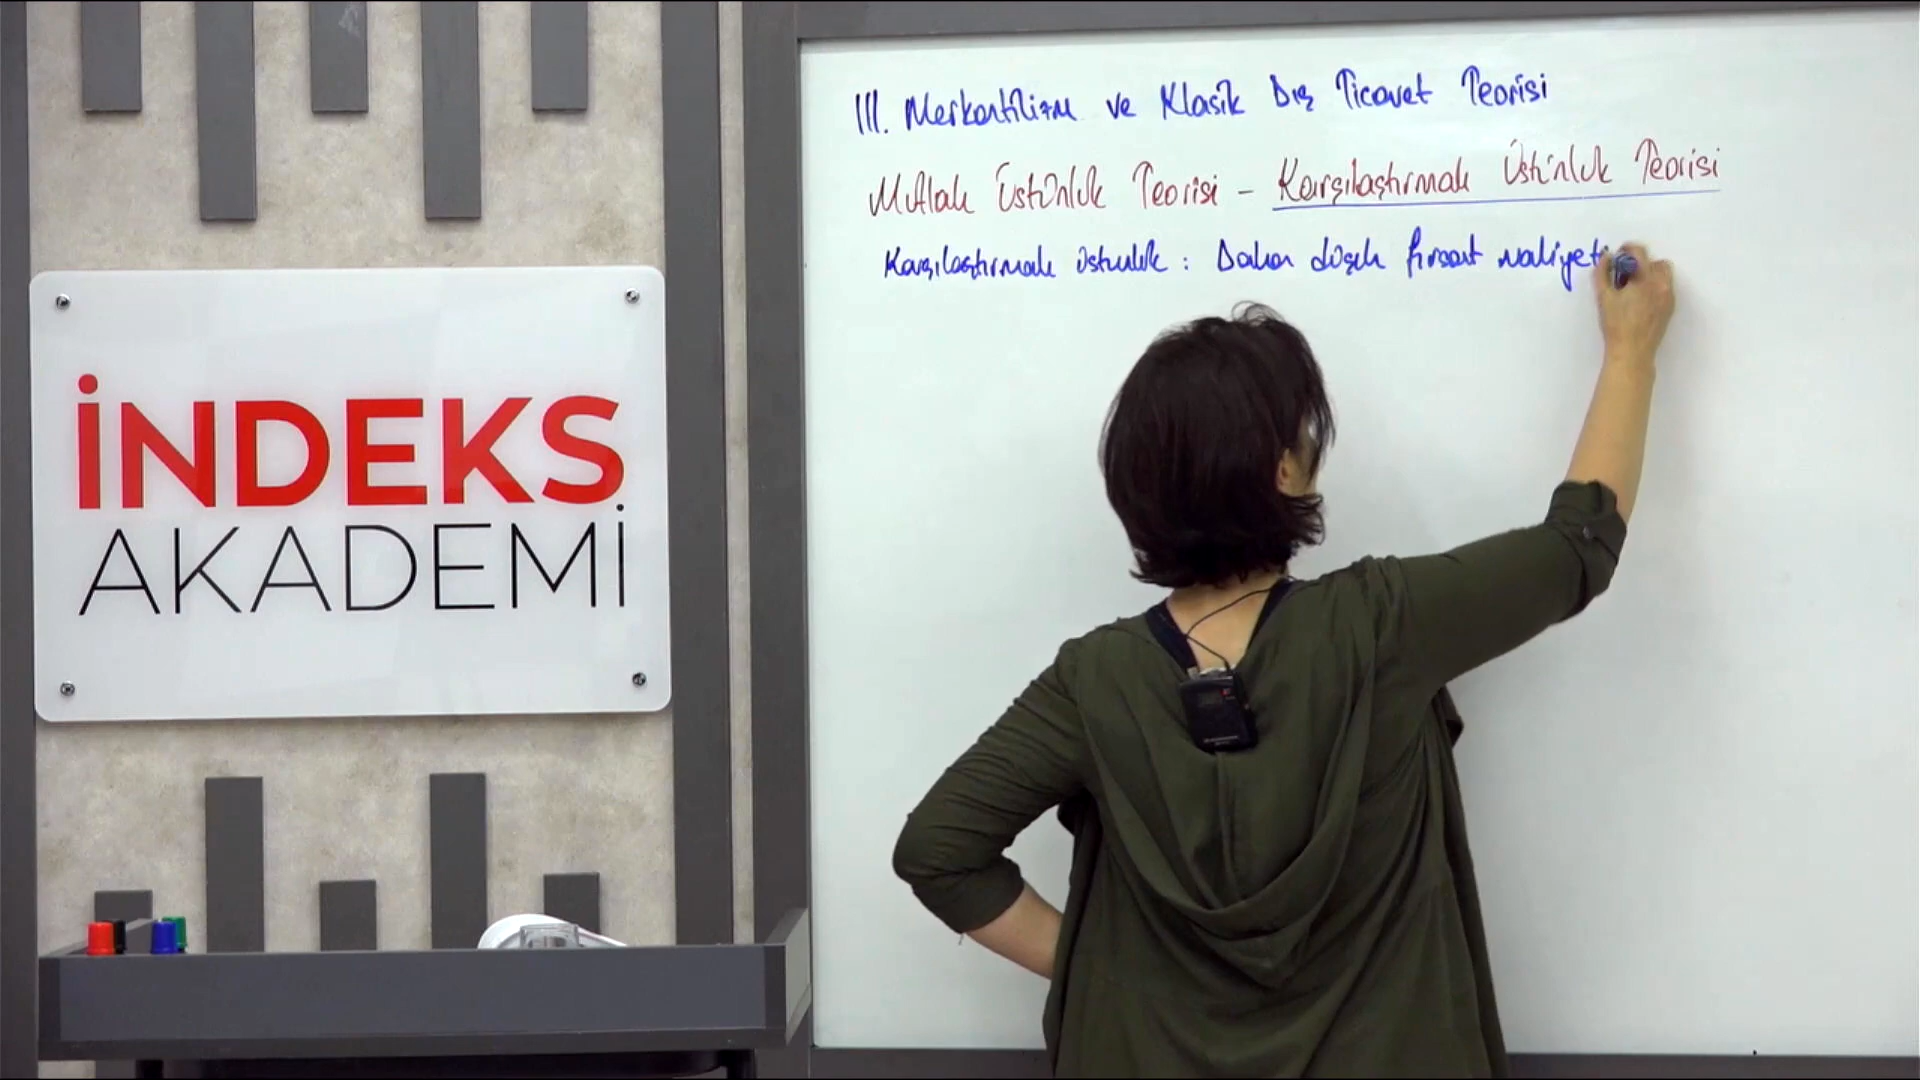 İNDEKS
AKADEMİ
III. Merkantilizm ve Klasik Dış Ticaret Teorisi
Mutlak Üstünlük Teorisi - Karşılaştırmalı Üstünlük Teorisi
Karşılaştırmalı üstünlük : Daha düşük fırsat maliyeti